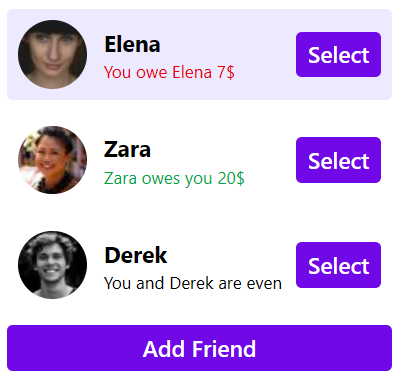 Elena
You owe Elena 7$
Select
Zara
Zara owes you 20$
Select
Derek
You and Derek are even
Select
Add Friend